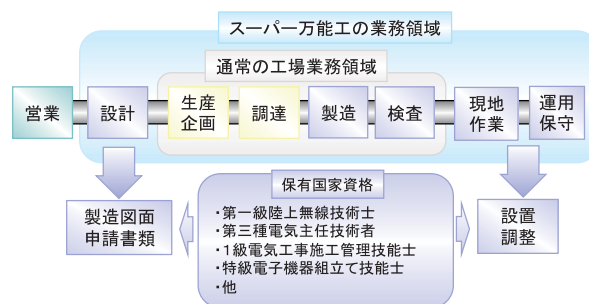 スーパー万能工の業務領域
通常の工場業務領域
営業
設計
生産
企画
調達
製造
検査
現地
作業
運用
保守
製造図面
申請書類
保有国家資格
・第一級陸上無線技術士
・第三種電気主任技術者
・1級電気工事施工管理技能士
・特級電子機器組立て技能士
・他
設置
調整